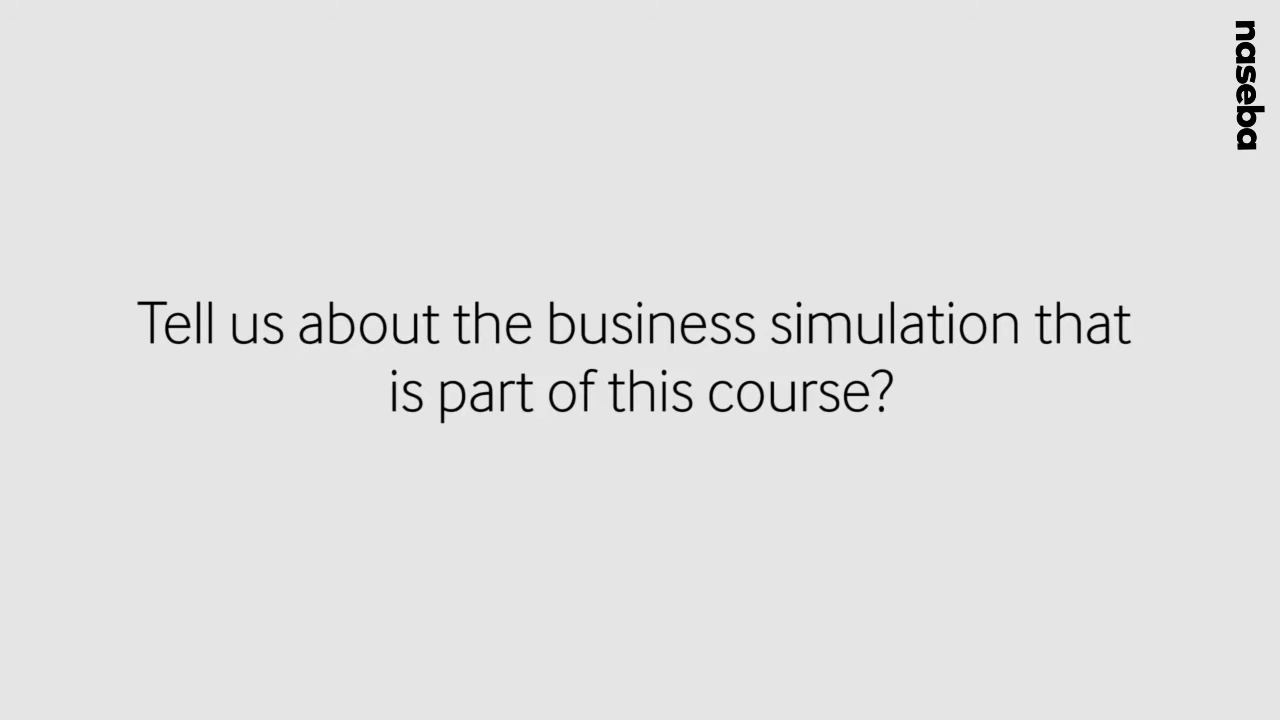 naseba
Tell us about the business simulation that
is part of this course?